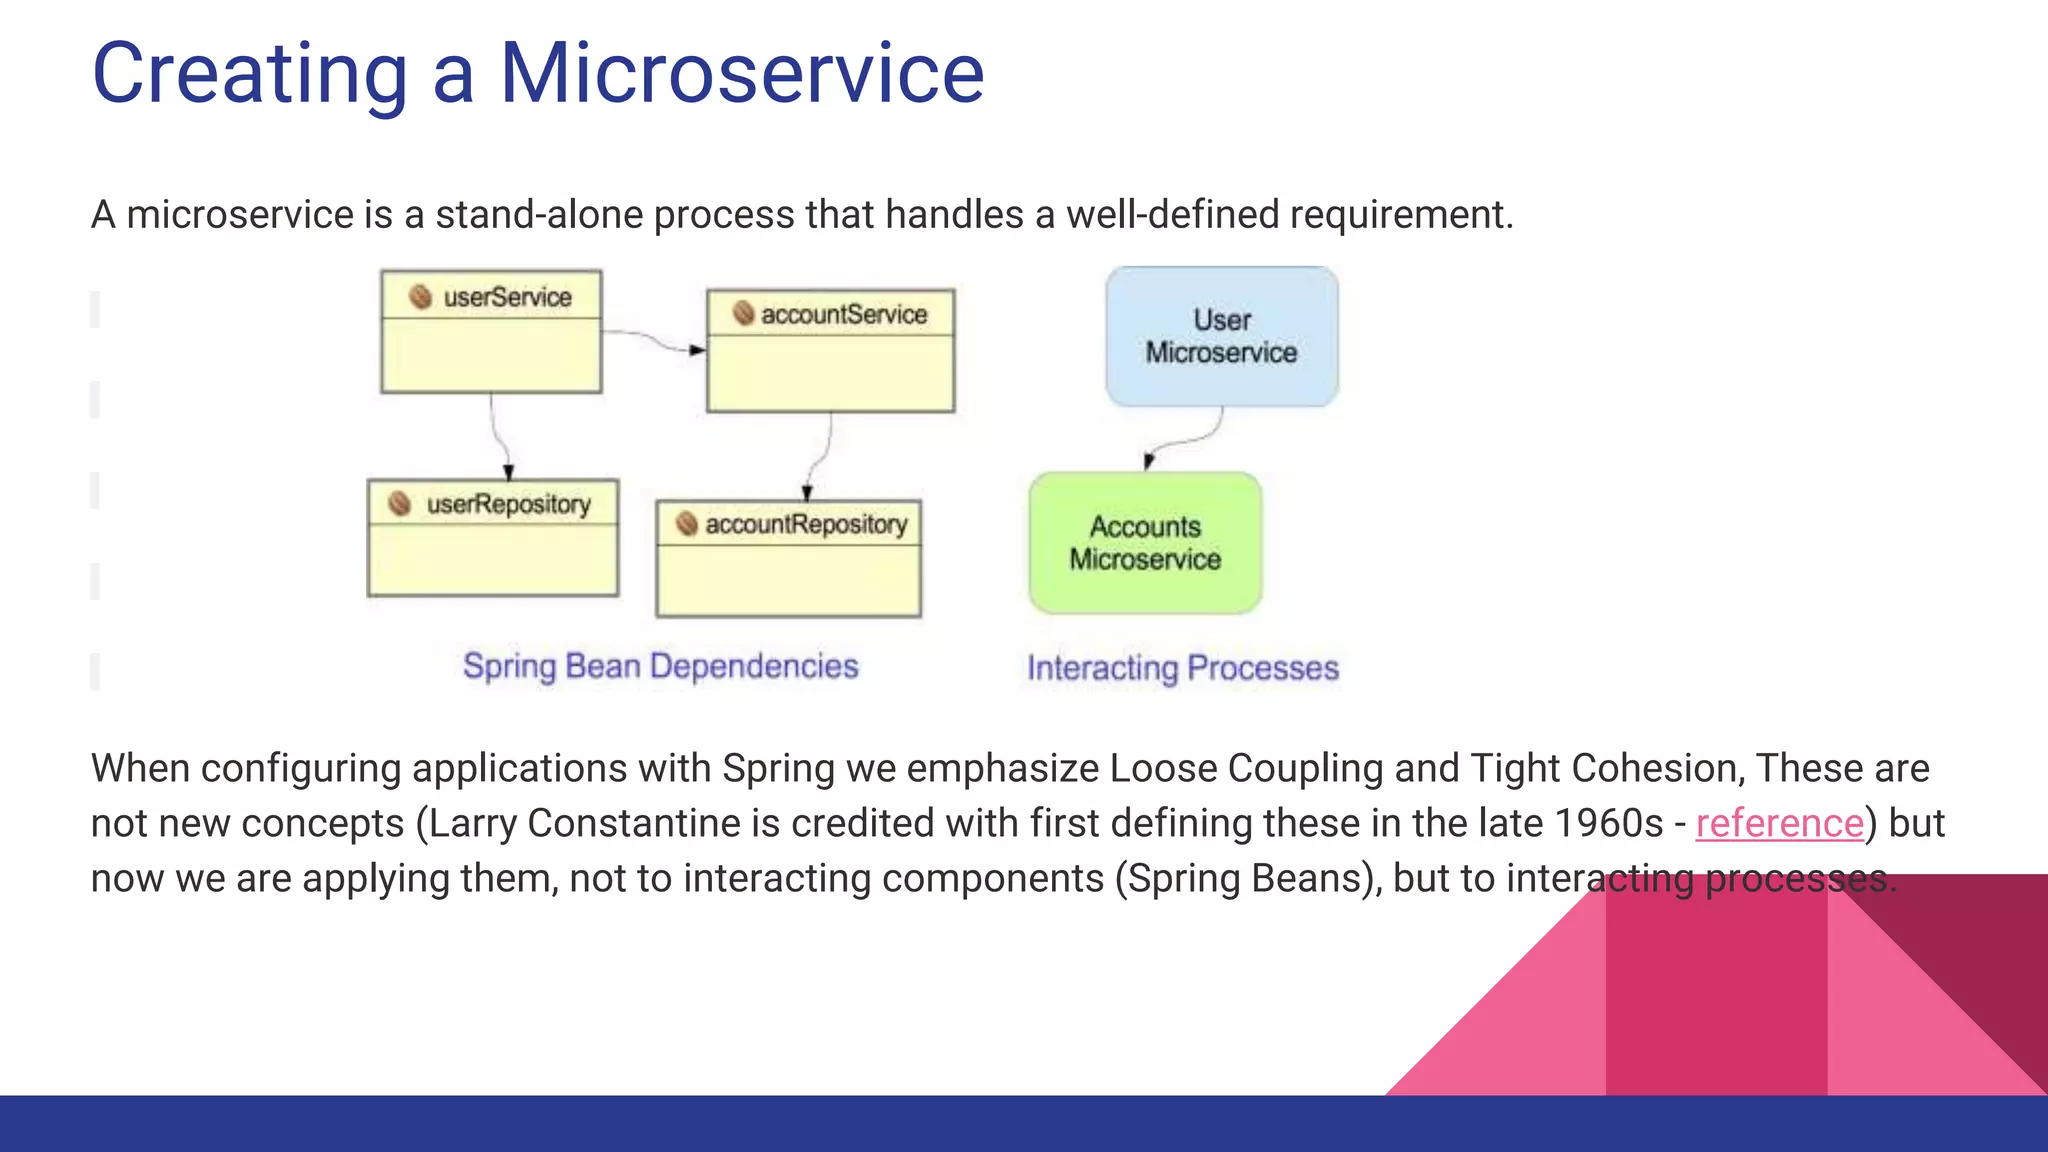 Creating a Microservice
A microservice is a stand-alone process that handles a well-defined requirement.
userService
accountService
User
Microservice
userRepository
accountRepository
Accounts
Microservice
Spring Bean Dependencies
Interacting Processes
When configuring applications with Spring we emphasize Loose Coupling and Tight Cohesion, These are
not new concepts (Larry Constantine is credited with first defining these in the late 1960s - reference) but
now we are applying them, not to interacting components (Spring Beans), but to interacting processes.